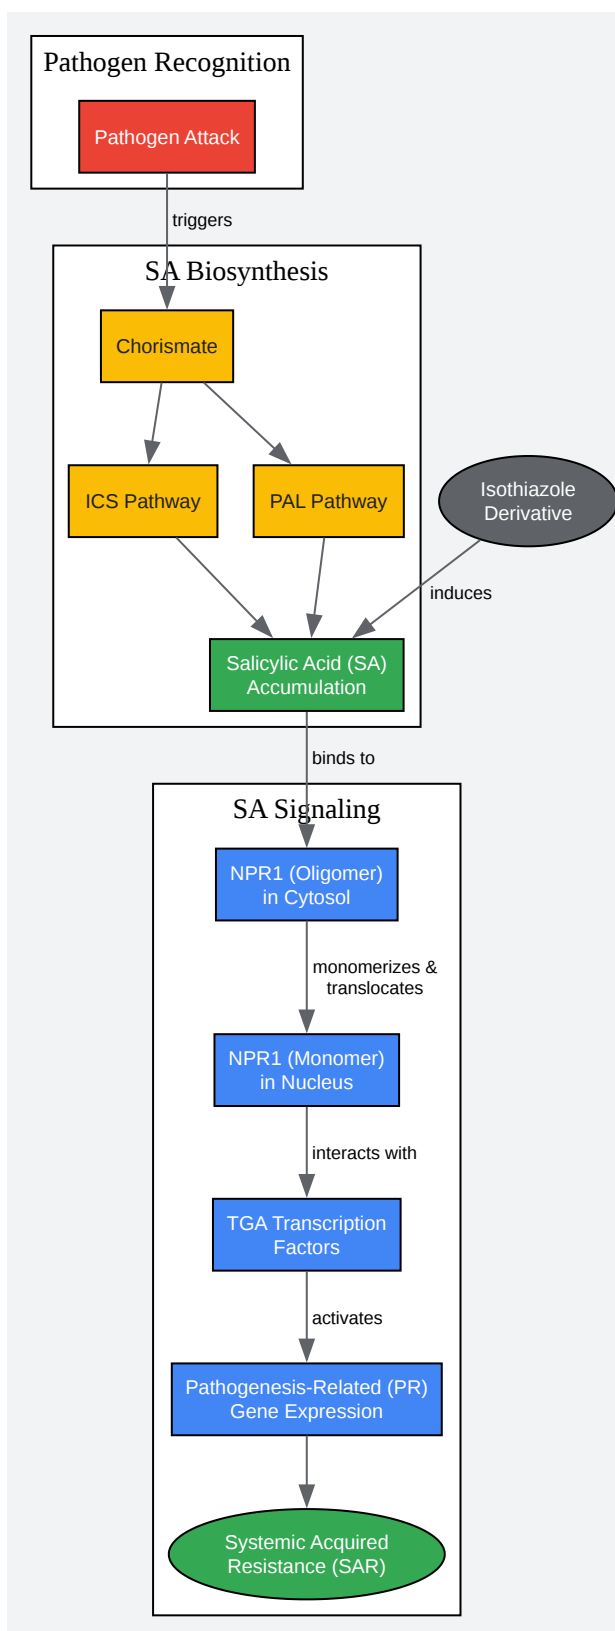 Pathogen Recognition
Pathogen Attack
triggers
SA Biosynthesis
Chorismate
ICS Pathway
PAL Pathway
Isothiazole
Derivative
induces
Salicylic Acid (SA)
Accumulation
binds to
SA Signaling
NPR1 (Oligomer)
in Cytosol
monomerizes &
translocates
NPR1 (Monomer)
in Nucleus
interacts with
TGA Transcription
Factors
activates
Pathogenesis-Related (PR)
Gene Expression
Systemic Acquired
Resistance (SAR)